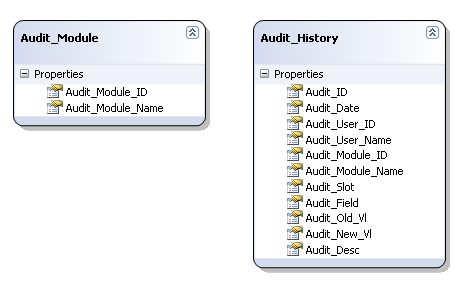 Audit_Module
Properties
Audit_Module_ID
Audit_Module_Name
Audit_History
Properties
Audit_ID
Audit_Date
Audit_User_ID
Audit_User_Name
Audit_Module_ID
Audit_Module_Name
Audit_Slot
Audit_Field
Audit_Old_Vl
Audit_New_Vl
Audit_Desc